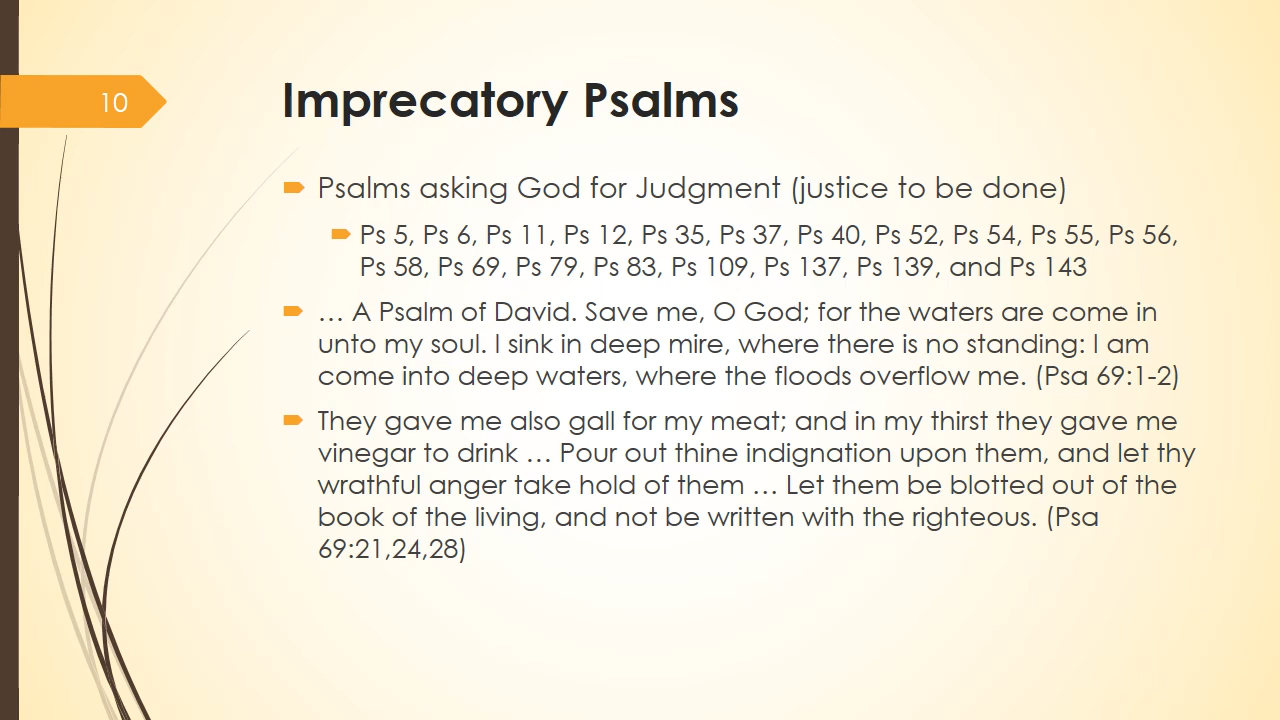 10
Imprecatory Psalms
Psalms asking God for Judgment (justice to be done)
Ps 5, Ps 6, Ps 11, Ps 12, Ps 35, Ps 37, Ps 40, Ps 52, Ps 54, Ps 55, Ps 56,
Ps 58, Ps 69, Ps 79, Ps 83, Ps 109, Ps 137, Ps 139, and Ps 143
… A Psalm of David. Save me, O God; for the waters are come in
unto my soul. I sink in deep mire, where there is no standing: I am
come into deep waters, where the floods overflow me. (Psa 69:1-2)
They gave me also gall for my meat; and in my thirst they gave me
vinegar to drink … Pour out thine indignation upon them, and let thy
wrathful anger take hold of them … Let them be blotted out of the
book of the living, and not be written with the righteous. (Psa
69:21,24,28)